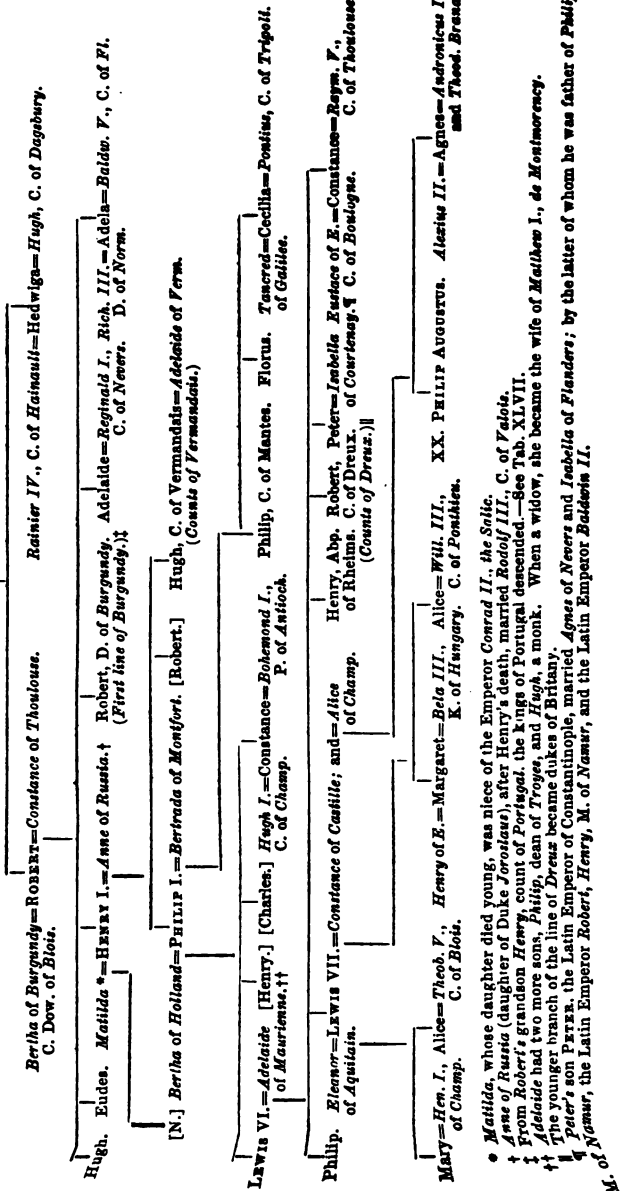 Bertha of Burgundy=ROBERT=Constance of Thoulouse. Rainier IV., C. of Hainault=Hedwiga=Hugh, C. of Dagsbury.
C. Dow. of Blois.
Hugh. Eudes. Matilda *=HENRY I.=Anne of Russia.† Robert, D. of Burgundy. Adelaide=Reginald I., Rich. III.=Adela=Baldw. V., C. of Fl.
(First line of Burgundy.)‡ C. of Nevers. D. of Norm.
[N.] Bertha of Holland=PHILIP I.=Bertrada of Montfort. [Robert.] Hugh, C. of Vermandais=Adelaide of Verm.
(Counts of Vermandais.)
LEWIS VI.=Adelaide [Henry.] [Charles.] Hugh I.=Constance=Bohemond I., Philip, C. of Mantes. Florus. Tancred=Cecilia=Pontius, C. of Tripoli.
of Maurienne.†† C. of Champ. P. of Antioch. of Galilee.
Philip. Eleanor=LEWIS VII.=Constance of Castille; and=Alice Henry, Abp. Robert, Peter=Isabella Eustace of E.=Constance=Raym. V.,
of Aquitain. of Champ. of Rheims. C. of Dreux. of Courtenay.¶ C. of Boulogne. C. of Thoulouse
(Counts of Dreux.)‖
Mary=Hen. I., Alice=Theob. V., Henry of E.=Margaret=Bela III., Alice=Will. III., XX. PHILIP AUGUSTUS. Alexius II.=Agnes=Andronicus
of Champ. C. of Blois. K. of Hungary. C. of Ponthieu. and Theod.
* Matilda, whose daughter died young, was niece of the Emperor Conrad II., the Salic.
† Anne of Russia (daughter of Duke Joroslaus), after Henry's death, married Rodolf III., C. of Valois.
‡ From Robert's grandson Henry, count of Portugal, the kings of Portugal descended.—See Tab. XLVII.
†† Adelaide had two more sons, Philip, dean of Troyes, and Hugh, a monk. When a widow, she became the wife of Matthew I., de Montmorency.
‖ The younger branch of the line of Dreux became dukes of Britany.
¶ Peter's son PETER, the Latin Emperor of Constantinople, married Agnes of Nevers and Isabella of Flanders; by the latter of whom he was father of Philip
M. of Namur, the Latin Emperor Robert, Henry, M. of Namur, and the Latin Emperor Baldwin II.